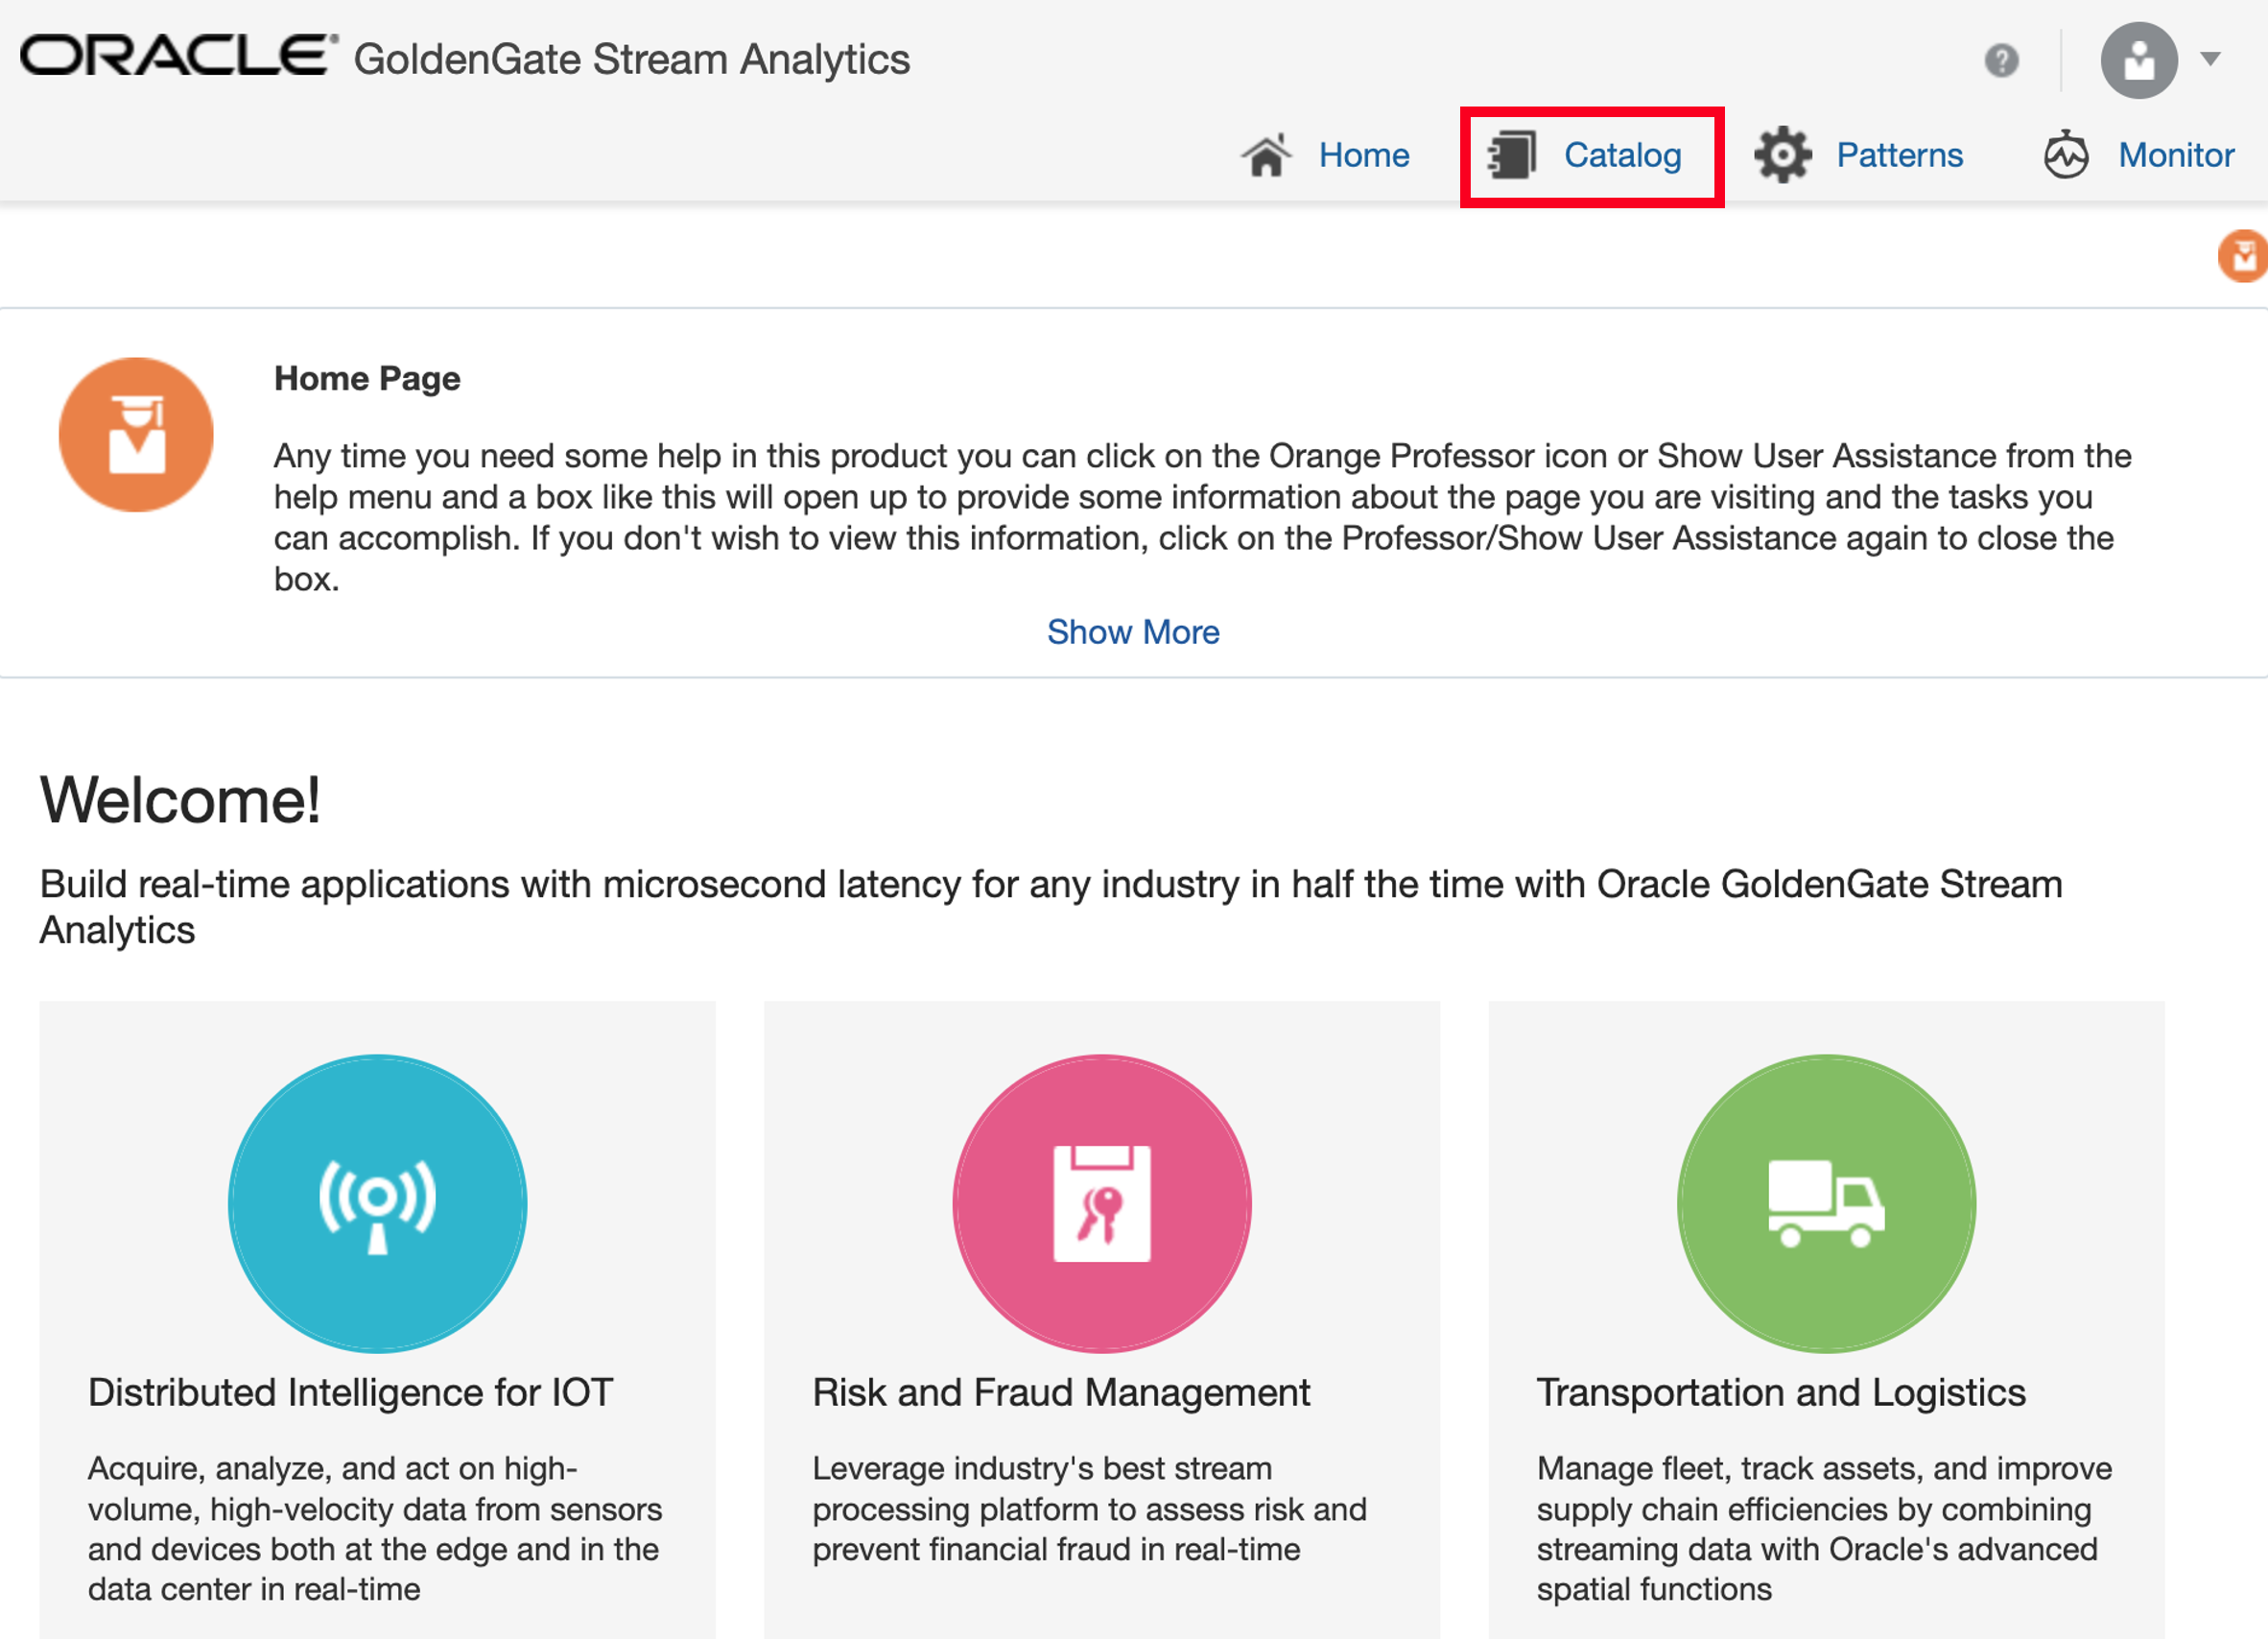 ORACLE® GoldenGate Stream Analytics
?
Home Catalog Patterns Monitor
Home Page
Any time you need some help in this product you can click on the Orange Professor icon or Show User Assistance from the
help menu and a box like this will open up to provide some information about the page you are visiting and the tasks you
can accomplish. If you don't wish to view this information, click on the Professor/Show User Assistance again to close the
box.
Show More
Welcome!
Build real-time applications with microsecond latency for any industry in half the time with Oracle GoldenGate Stream
Analytics
Distributed Intelligence for IOT
Acquire, analyze, and act on high-
volume, high-velocity data from sensors
and devices both at the edge and in the
data center in real-time
Risk and Fraud Management
Leverage industry's best stream
processing platform to assess risk and
prevent financial fraud in real-time
Transportation and Logistics
Manage fleet, track assets, and improve
supply chain efficiencies by combining
streaming data with Oracle's advanced
spatial functions